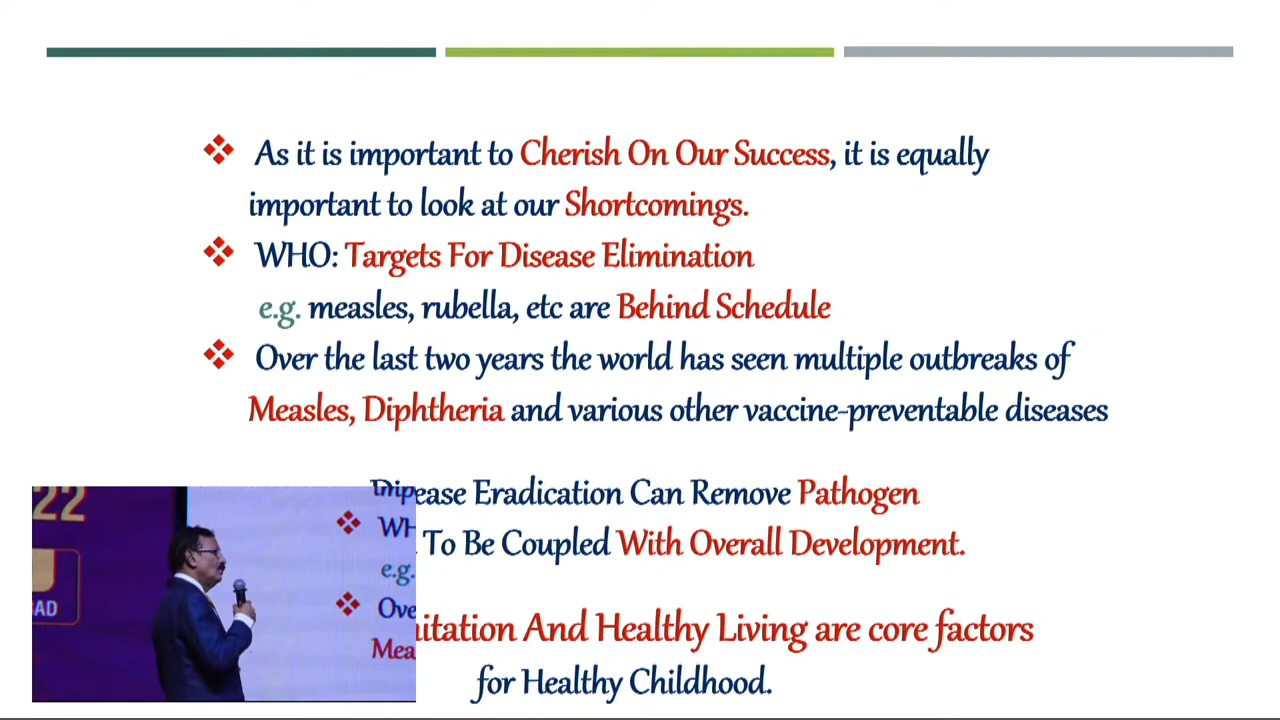 As it is important to Cherish On Our Success, it is equally
important to look at our Shortcomings.
WHO: Targets For Disease Elimination
e.g. measles, rubella, etc are Behind Schedule
Over the last two years the world has seen multiple outbreaks of
Measles, Diphtheria and various other vaccine-preventable diseases
Disease Eradication Can Remove Pathogen
To Be Coupled With Overall Development.
And Healthy Living are core factors
for Healthy Childhood.
22
e.g.